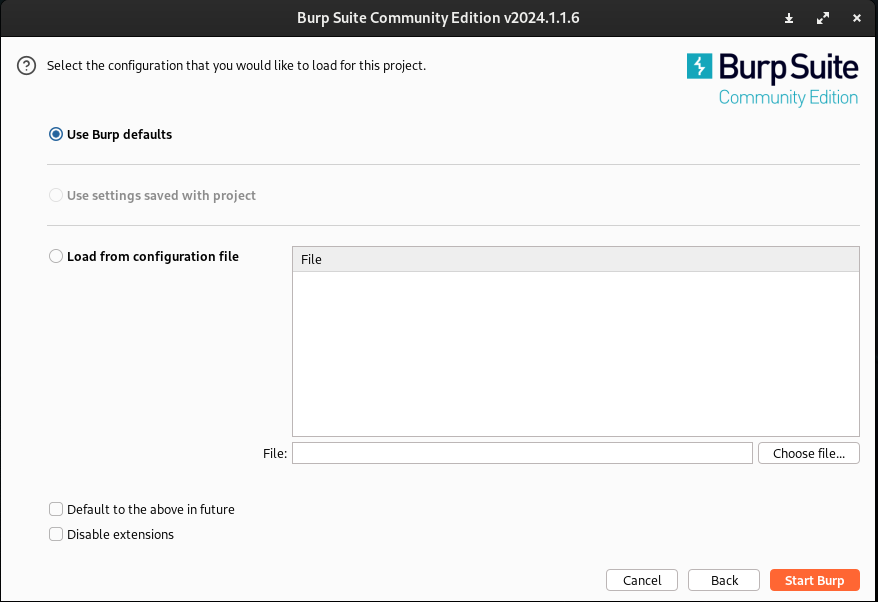 Burp Suite Community Edition v2024.1.1.6
Select the configuration that you would like to load for this project.
Burp Suite
Community Edition
Use Burp defaults
Use settings saved with project
Load from configuration file
File
File:
Choose file...
Default to the above in future
Disable extensions
Cancel
Back
Start Burp